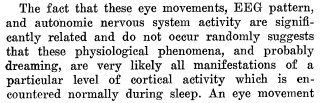 The fact that these eye movements, EEG pattern,
and autonomic nervous system activity are signifi-
cantly related and do not occur randomly suggests
that these physiological phenomena, and probably
dreaming, are very likely all manifestations of a
particular level of cortical activity which is en-
countered normally during sleep. An eye movement